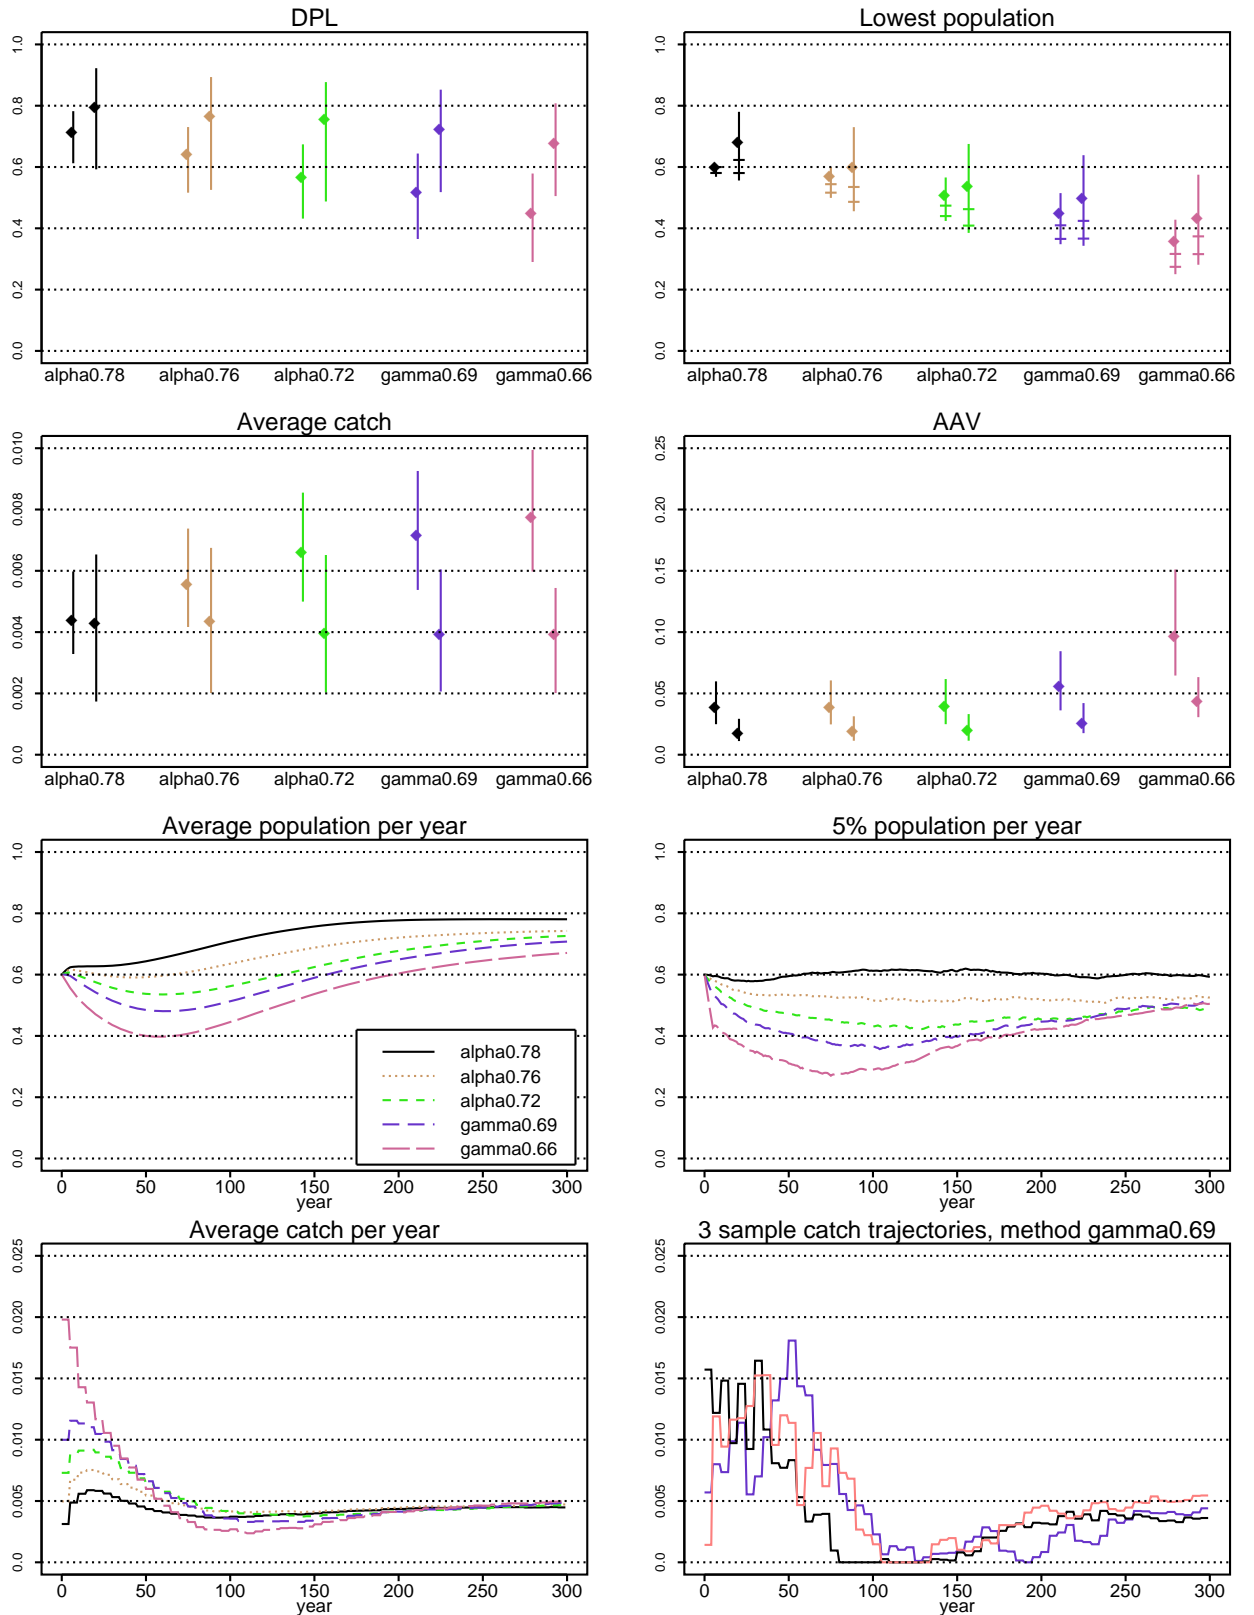 DPL
1.0
0.8
0.6
0.4
0.2
0.0
alpha0.78 alpha0.76 alpha0.72 gamma0.69 gamma0.66
Lowest population
1.0
0.8
0.6
0.4
0.2
0.0
alpha0.78 alpha0.76 alpha0.72 gamma0.69 gamma0.66
Average catch
0.010
0.008
0.006
0.004
0.002
0.0
alpha0.78 alpha0.76 alpha0.72 gamma0.69 gamma0.66
AAV
0.25
0.20
0.15
0.10
0.05
0.0
alpha0.78 alpha0.76 alpha0.72 gamma0.69 gamma0.66
Average population per year
1.0
0.8
0.6
0.4
0.2
0.0
alpha0.78
alpha0.76
alpha0.72
gamma0.69
gamma0.66
0 50 100 150 200 250 300
year
5% population per year
1.0
0.8
0.6
0.4
0.2
0.0
0 50 100 150 200 250 300
year
Average catch per year
0.025
0.020
0.015
0.010
0.005
0.0
0 50 100 150 200 250 300
year
3 sample catch trajectories, method gamma0.69
0.025
0.020
0.015
0.010
0.005
0.0
0 50 100 150 200 250 300
year